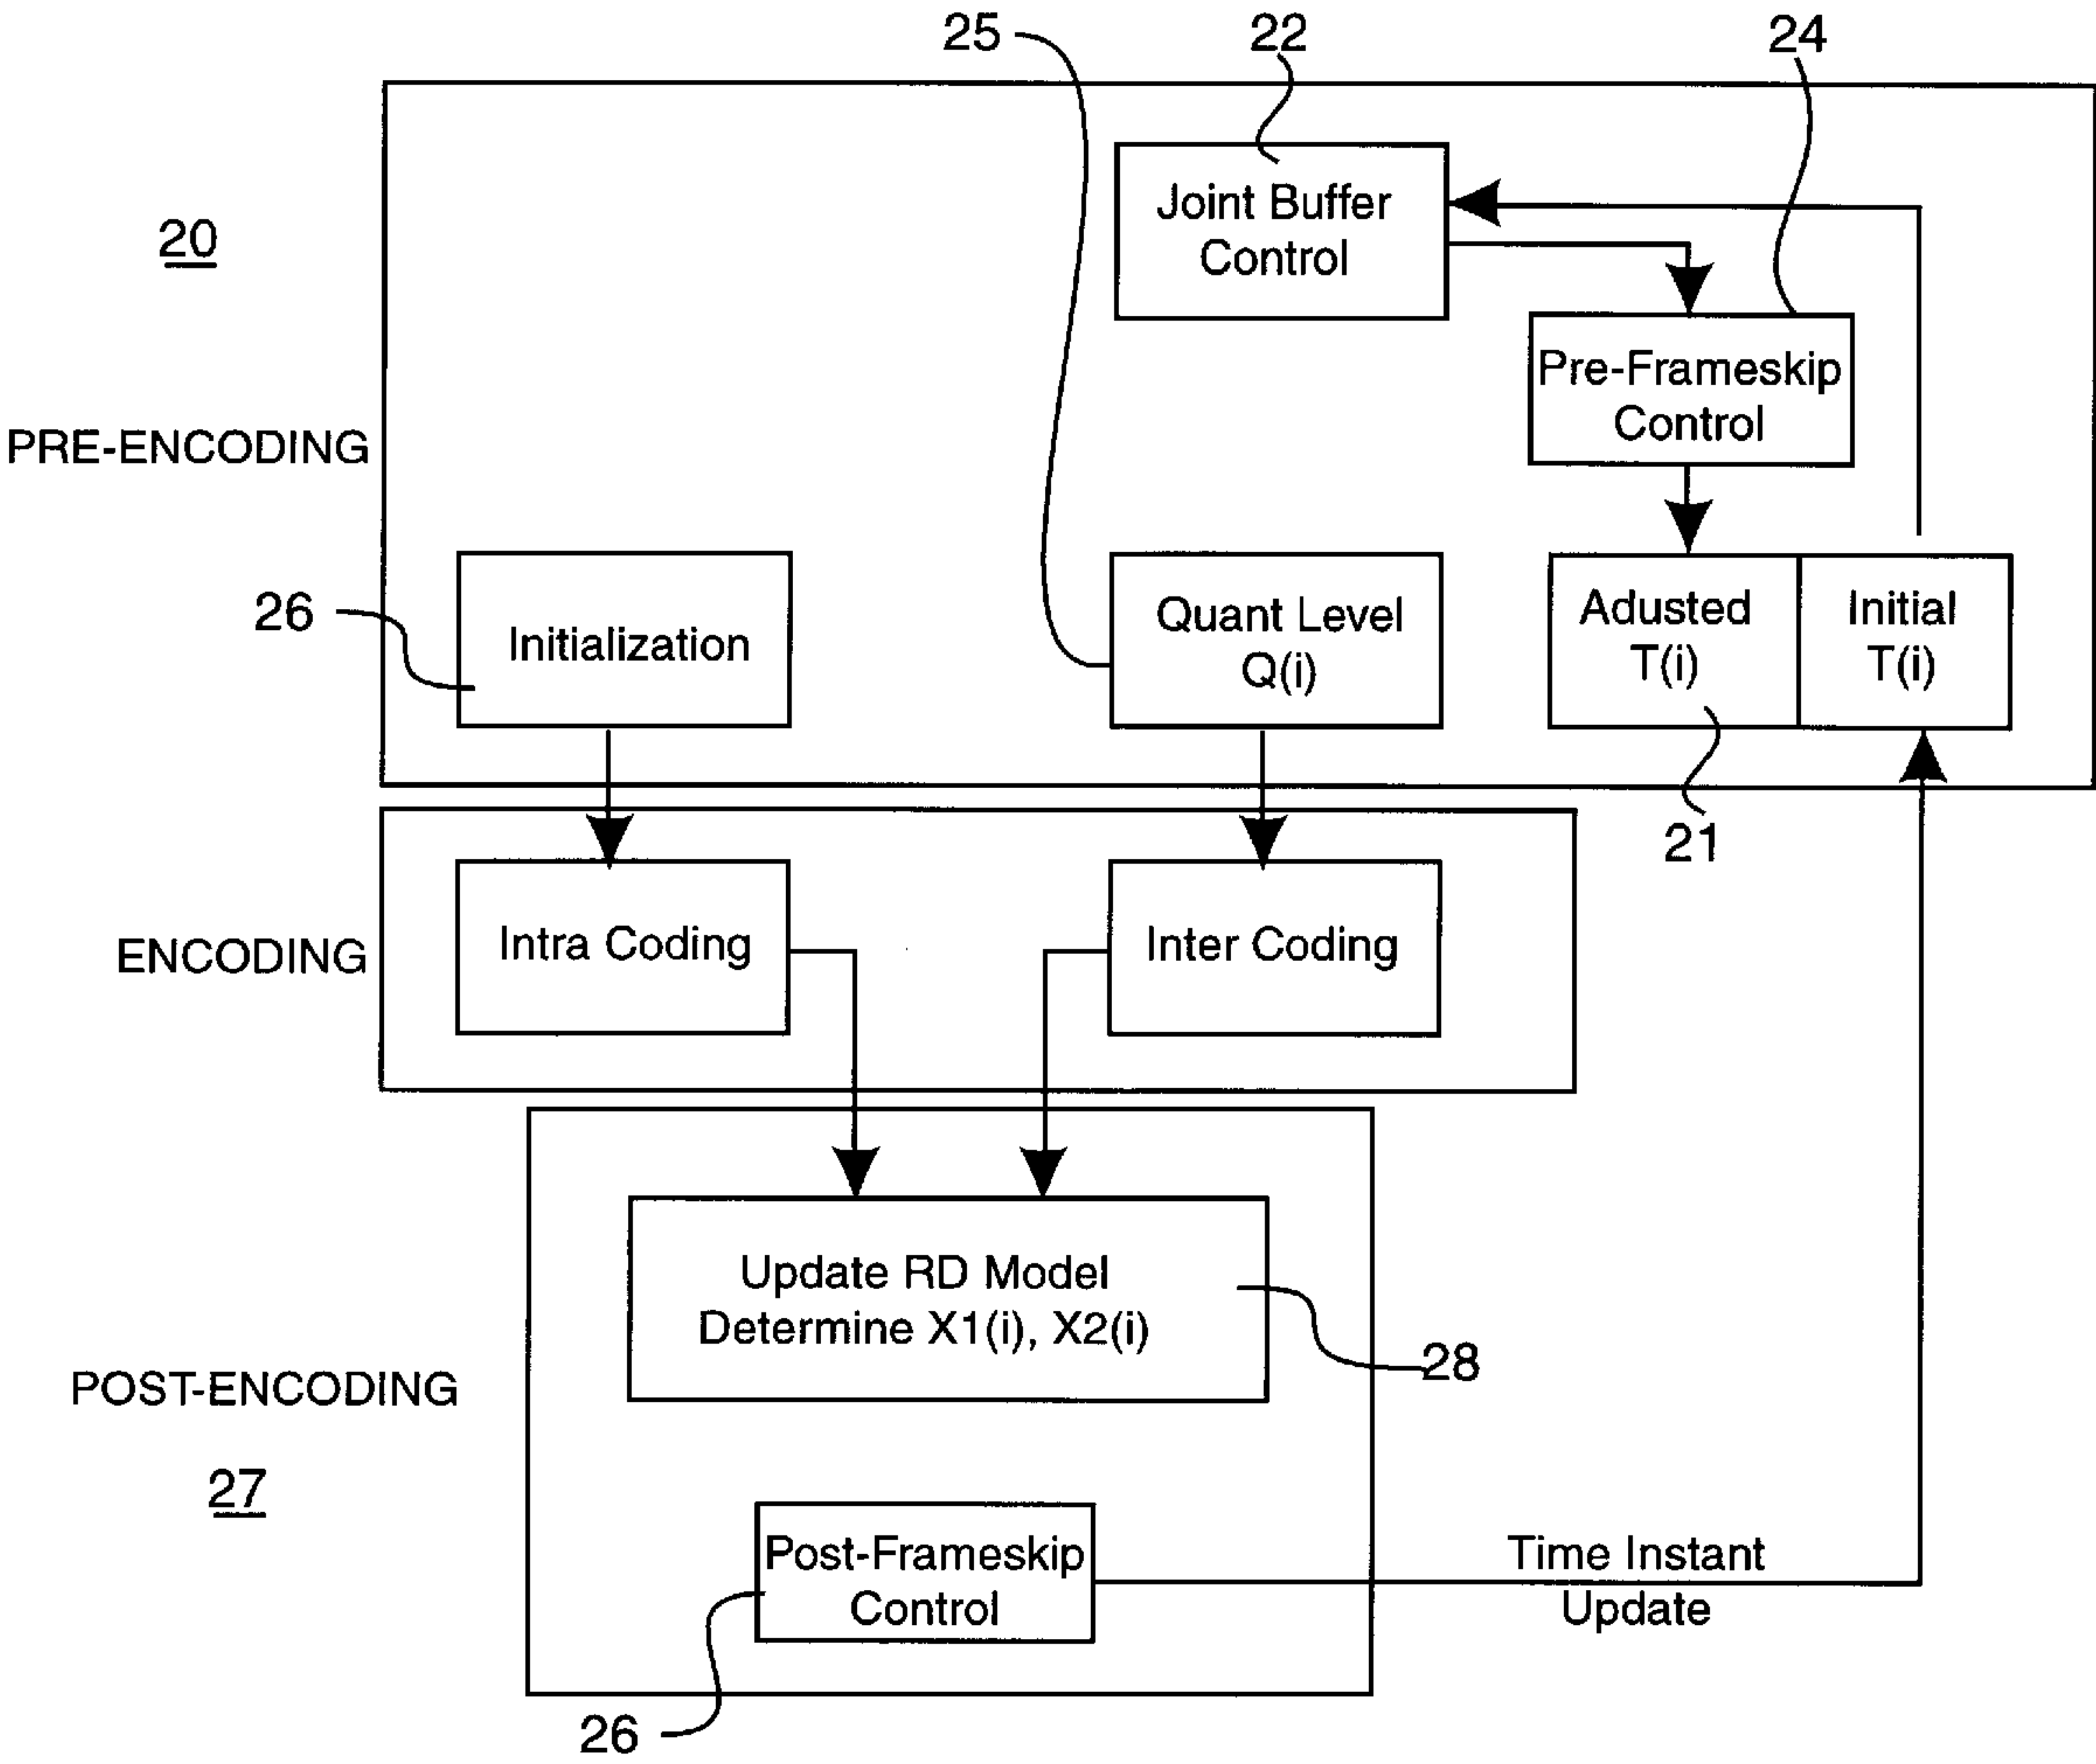 25
22
24
20
Joint Buffer
Control
Pre-Frameskip
Control
PRE-ENCODING
26
Initialization
Quant Level
Q(i)
Adusted
T(i)
Initial
T(i)
21
ENCODING
Intra Coding
Inter Coding
Update RD Model
Determine X1(i), X2(i)
28
POST-ENCODING
27
Post-Frameskip
Control
Time Instant
Update
26